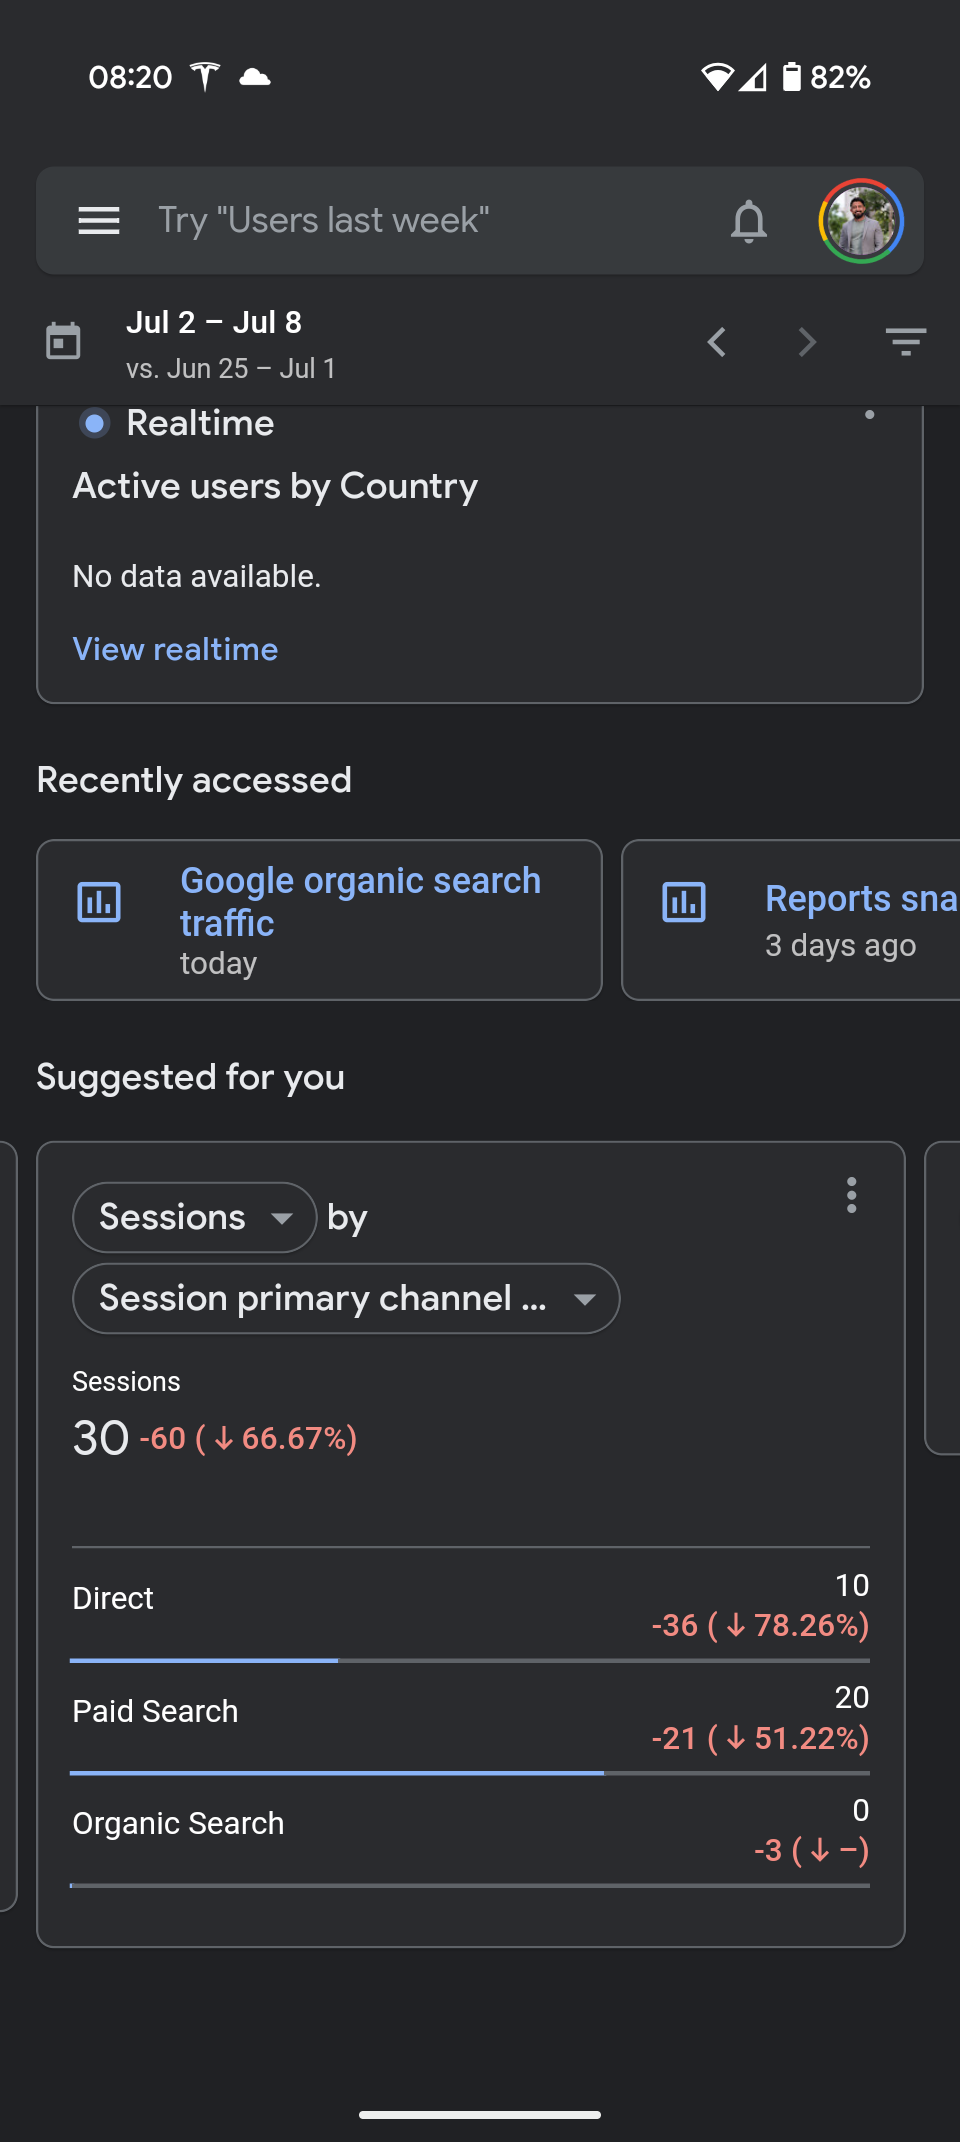 08:20
82%
Try "Users last week"
Jul 2 – Jul 8
vs. Jun 25 – Jul 1
Realtime
Active users by Country
No data available.
View realtime
Recently accessed
Google organic search
traffic
today
Reports sna
3 days ago
Suggested for you
Sessions by
Session primary channel ...
Sessions
30 -60 (↓ 66.67%)
Direct
10
-36 (↓ 78.26%)
Paid Search
20
-21 (↓ 51.22%)
Organic Search
0
-3 (↓ –)